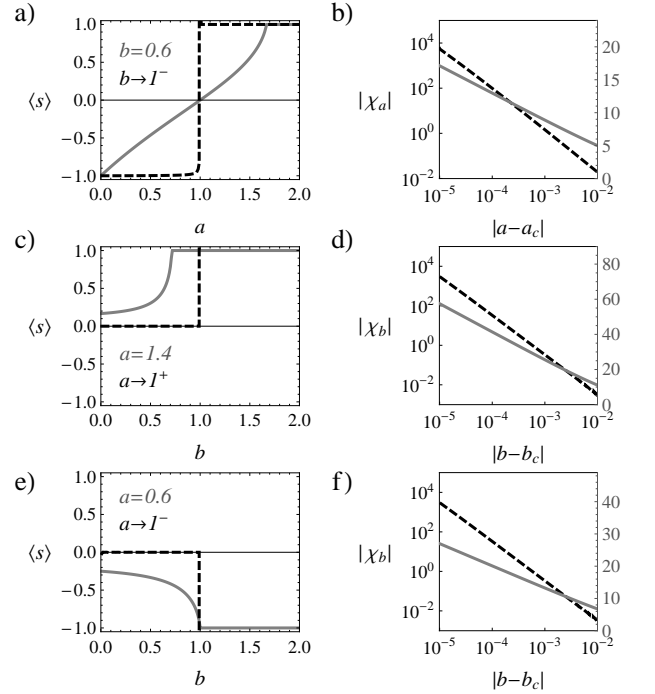 a)
1.0
0.5
0.0
−0.5
−1.0
⟨s⟩
b=0.6
b→1⁻
0.0 0.5 1.0 1.5 2.0
a
b)
10⁴
10²
10⁰
10⁻²
|χₐ|
20
15
10
5
0
10⁻⁵ 10⁻⁴ 10⁻³ 10⁻²
|a−a_c|
c)
1.0
0.5
0.0
−0.5
−1.0
⟨s⟩
a=1.4
a→1⁺
0.0 0.5 1.0 1.5 2.0
b
d)
10⁴
10²
10⁰
10⁻²
|χ_b|
80
60
40
20
0
10⁻⁵ 10⁻⁴ 10⁻³ 10⁻²
|b−b_c|
e)
1.0
0.5
0.0
−0.5
−1.0
⟨s⟩
a=0.6
a→1⁻
0.0 0.5 1.0 1.5 2.0
b
f)
10⁴
10²
10⁰
10⁻²
|χ_b|
40
30
20
10
0
10⁻⁵ 10⁻⁴ 10⁻³ 10⁻²
|b−b_c|